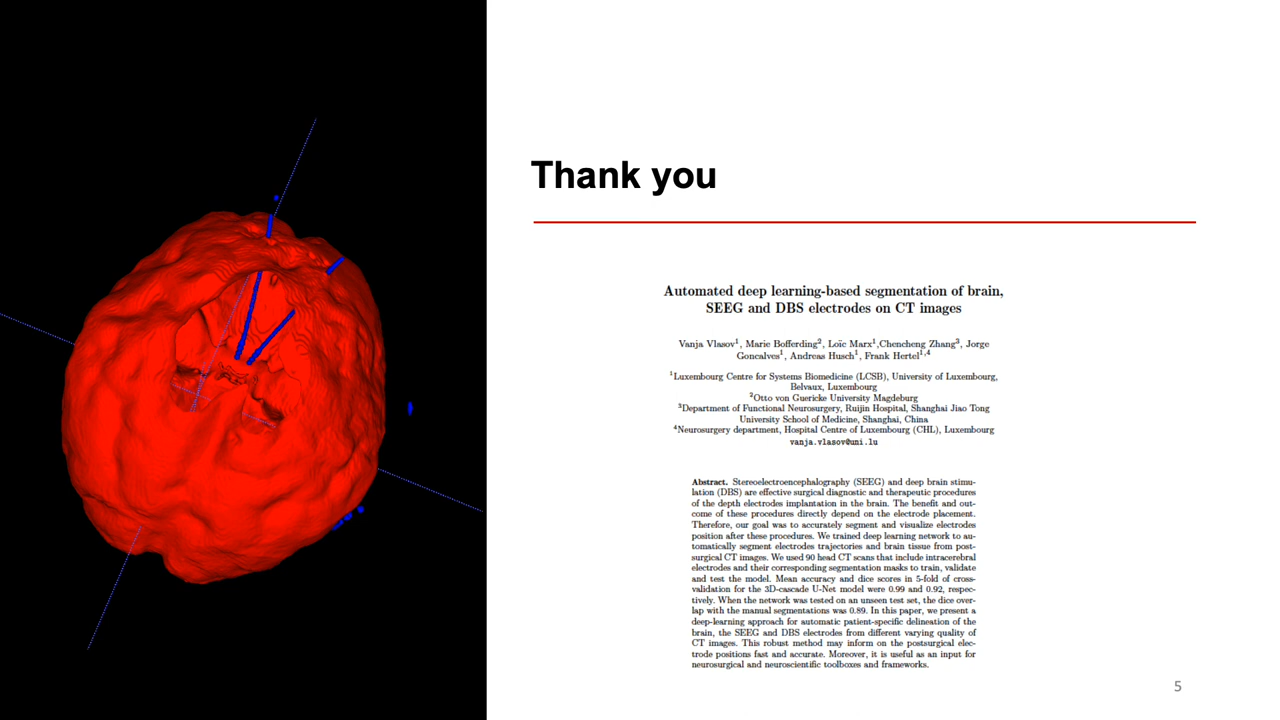 Thank you
Automated deep learning-based segmentation of brain,
SEEG and DBS electrodes on CT images
Vanja Vlasov1, Marie Bofferding2, Loïc Marx1,Chencheng Zhang3, Jorge
Goncalves1, Andreas Husch1, Frank Hertel1,4
1Luxembourg Centre for Systems Biomedicine (LCSB), University of Luxembourg,
Belvaux, Luxembourg
2Otto von Guericke University Magdeburg
3Department of Functional Neurosurgery, Ruijin Hospital, Shanghai Jiao Tong
University School of Medicine, Shanghai, China
4Neurosurgery department, Hospital Centre of Luxembourg (CHL), Luxembourg
vanja.vlasov@uni.lu
Abstract. Stereoelectroencephalography (SEEG) and deep brain stimu-
lation (DBS) are effective surgical diagnostic and therapeutic procedures
of the depth electrodes implantation in the brain. The benefit and out-
come of these procedures directly depend on the electrode placement.
Therefore, our goal was to accurately segment and visualize electrodes
position after these procedures. We trained deep learning network to au-
tomatically segment electrodes trajectories and brain tissue from post-
surgical CT images. We used 90 head CT scans that include intracerebral
electrodes and their corresponding segmentation masks to train, validate
and test the model. Mean accuracy and dice scores in 5-fold of cross-
validation for the 3D-cascade U-Net model were 0.99 and 0.92, respec-
tively. When the network was tested on an unseen test set, the dice over-
lap with the manual segmentations was 0.89. In this paper, we present a
deep-learning approach for automatic patient-specific delineation of the
brain, the SEEG and DBS electrodes from different varying quality of
CT images. This robust method may inform on the postsurgical elec-
trode positions fast and accurate. Moreover, it is useful as an input for
neurosurgical and neuroscientific toolboxes and frameworks.
5